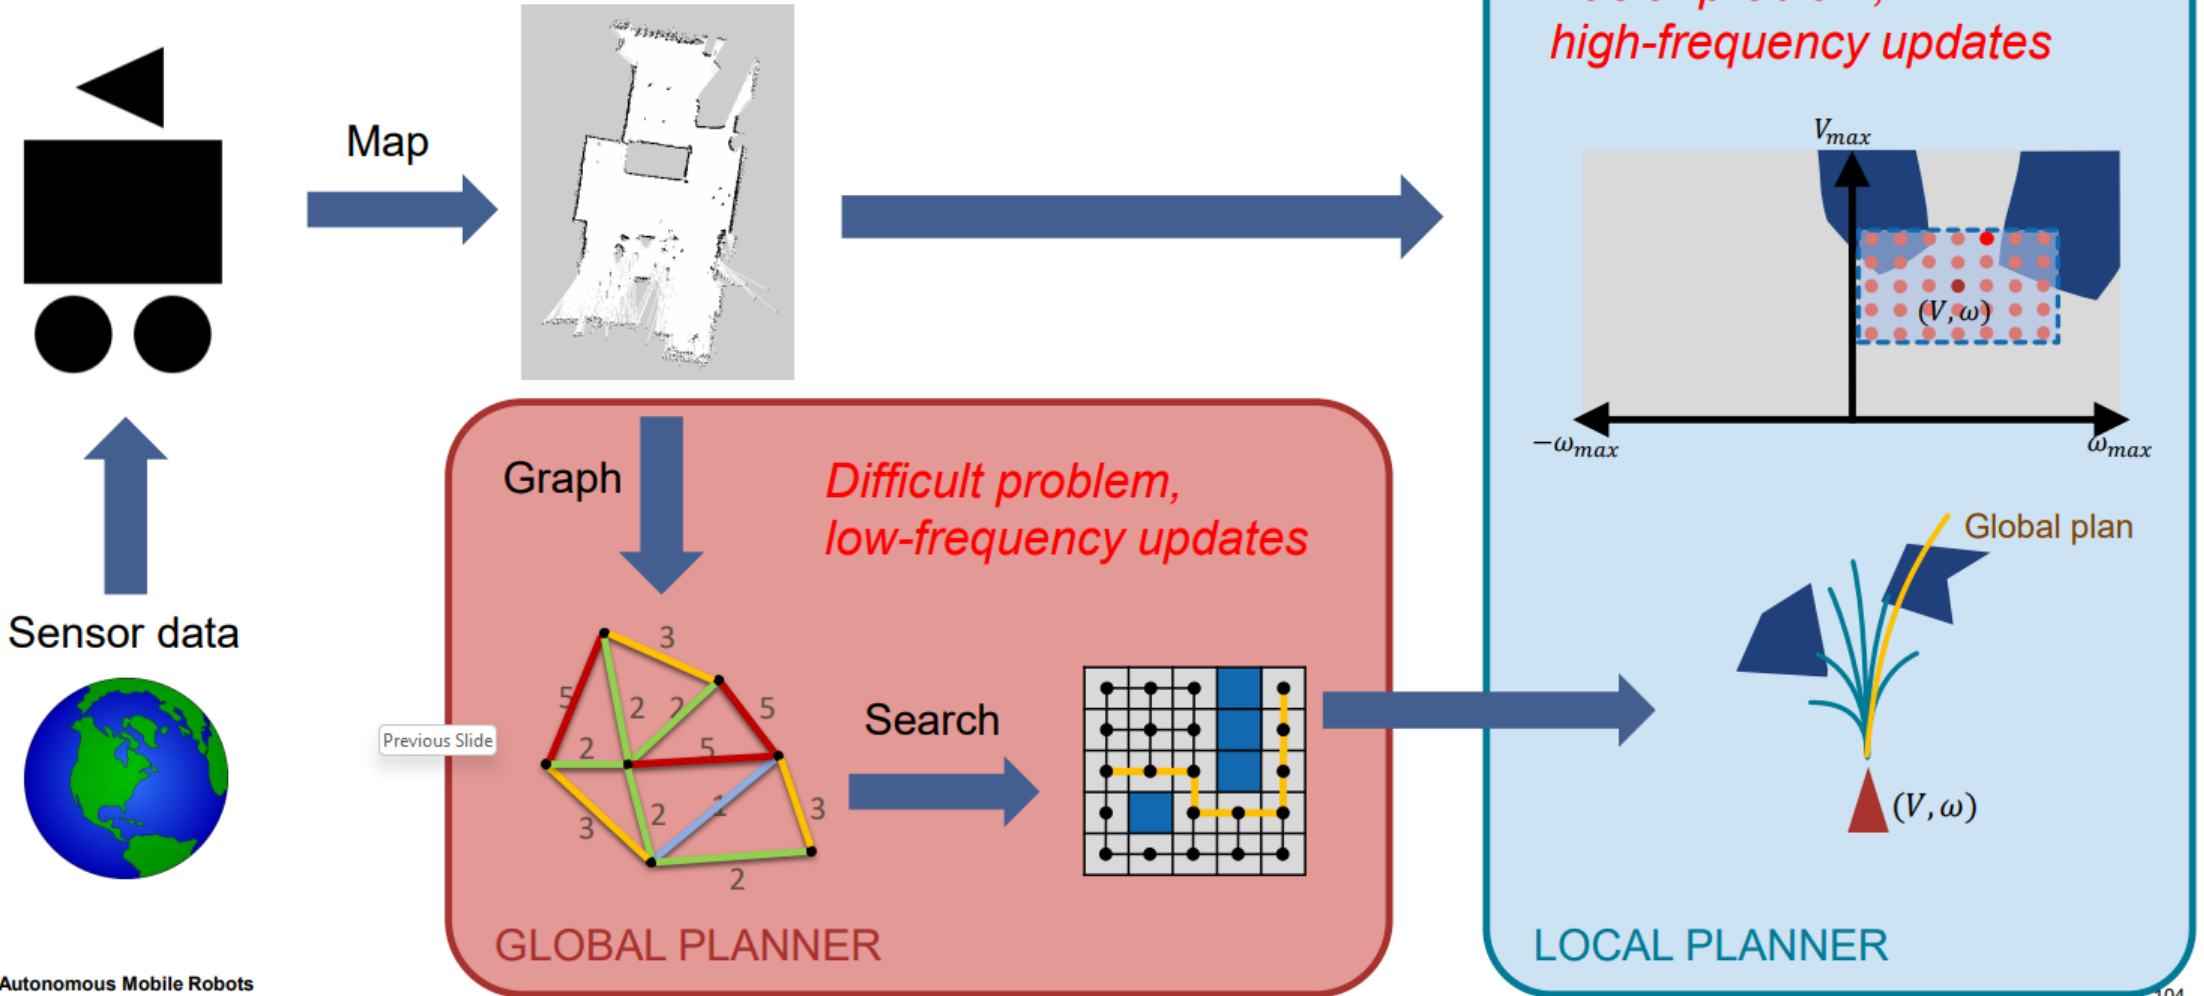 high-frequency updates
Map
V_max
(V, ω)
−ω_max
ω_max
Graph
Difficult problem,
low-frequency updates
Global plan
Sensor data
3
5
2
2
5
2
5
Previous Slide
Search
3
2
1
3
2
(V, ω)
GLOBAL PLANNER
LOCAL PLANNER
Autonomous Mobile Robots